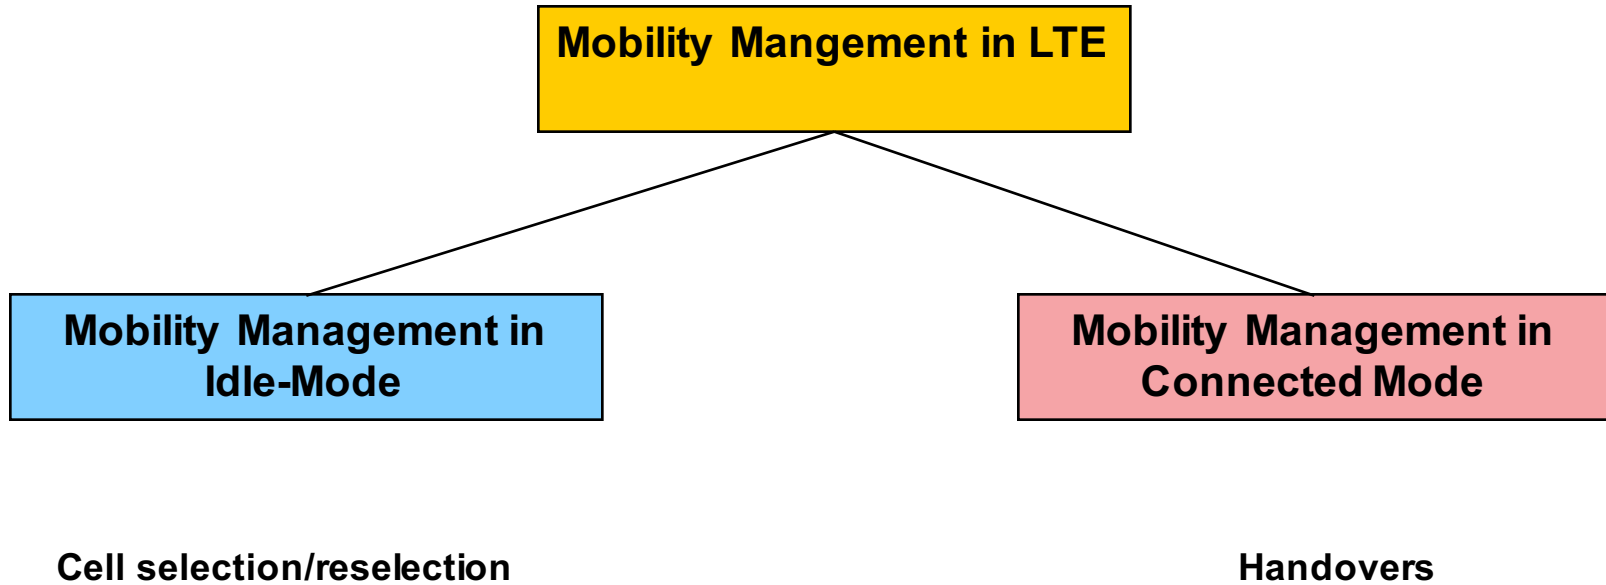 Mobility Mangement in LTE
Mobility Management in
Idle-Mode
Mobility Management in
Connected Mode
Cell selection/reselection
Handovers